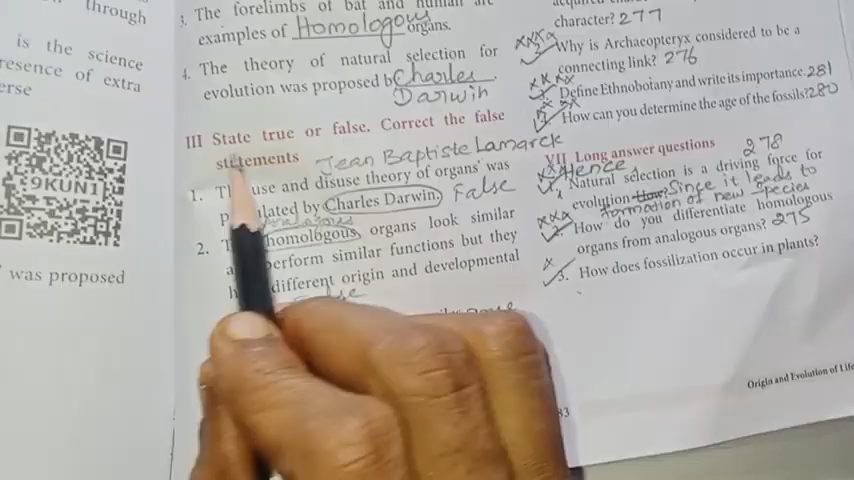 through
is the science
resence of extra
erse
9KUN1
was proposed
3. The forelimbs of bat and human are
examples of Homologous organs.
4. The theory of natural selection for
evolution was proposed by Charles
Darwin
III State true or false. Correct the false
statements Jean Baptiste Lamarck
1. The use and disuse theory of organs' was
by Charles Darwin. False
2. homologous organs look similar
perform similar functions but they
different origin and developmental
character? 277
Why is Archaeopteryx considered to be a
connecting link? 276
Define Ethnobotany and write its importance. 281
How can you determine the age of the fossils? 280
VII Long answer questions 278
Hence
1. Natural selection is a driving force for
evolution Since it leads to
formation of new species
2. How do you differentiate homologous
organs from analogous organs? 275
3. How does fossilization occur in plants?
Origin and Evolution of Life